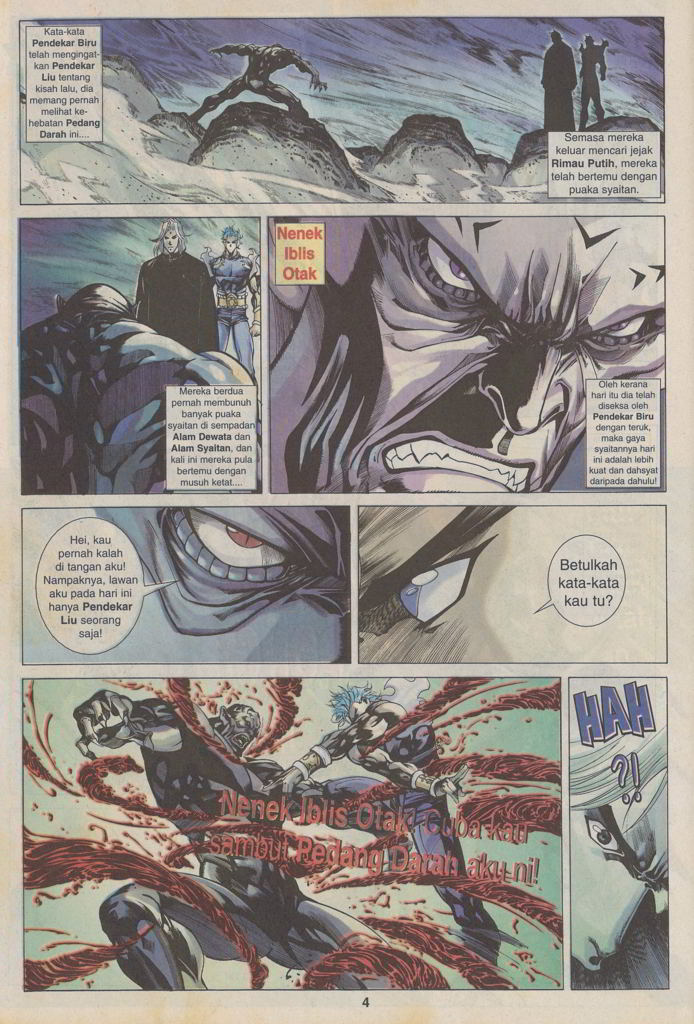 Kata-kata
Pendekar Biru
telah mengingat-
kan Pendekar
Liu tentang
kisah lalu, dia
memang pernah
melihat ke-
hebatan Pedang
Darah ini....
Semasa mereka
keluar mencari jejak
Rimau Putih, mereka
telah bertemu dengan
puaka syaitan.
Mereka berdua
pernah membunuh
banyak puaka
syaitan di sempadan
Alam Dewata dan
Alam Syaitan, dan
kali ini mereka pula
bertemu dengan
musuh ketat....
Nenek
Iblis
Otak
Oleh kerana
hari itu dia telah
diseksa oleh
Pendekar Biru
dengan teruk,
maka gaya
syaitannya hari
ini adalah lebih
kuat dan dahsyat
daripada dahulu!
Hei, kau
pernah kalah
di tangan aku!
Nampaknya, lawan
aku pada hari ini
hanya Pendekar
Liu seorang
saja!
Betulkah
kata-kata
kau tu?
Nenek Iblis Otak! Cuba kau
sambut Pedang Darah aku ni!
HAH
?!
4